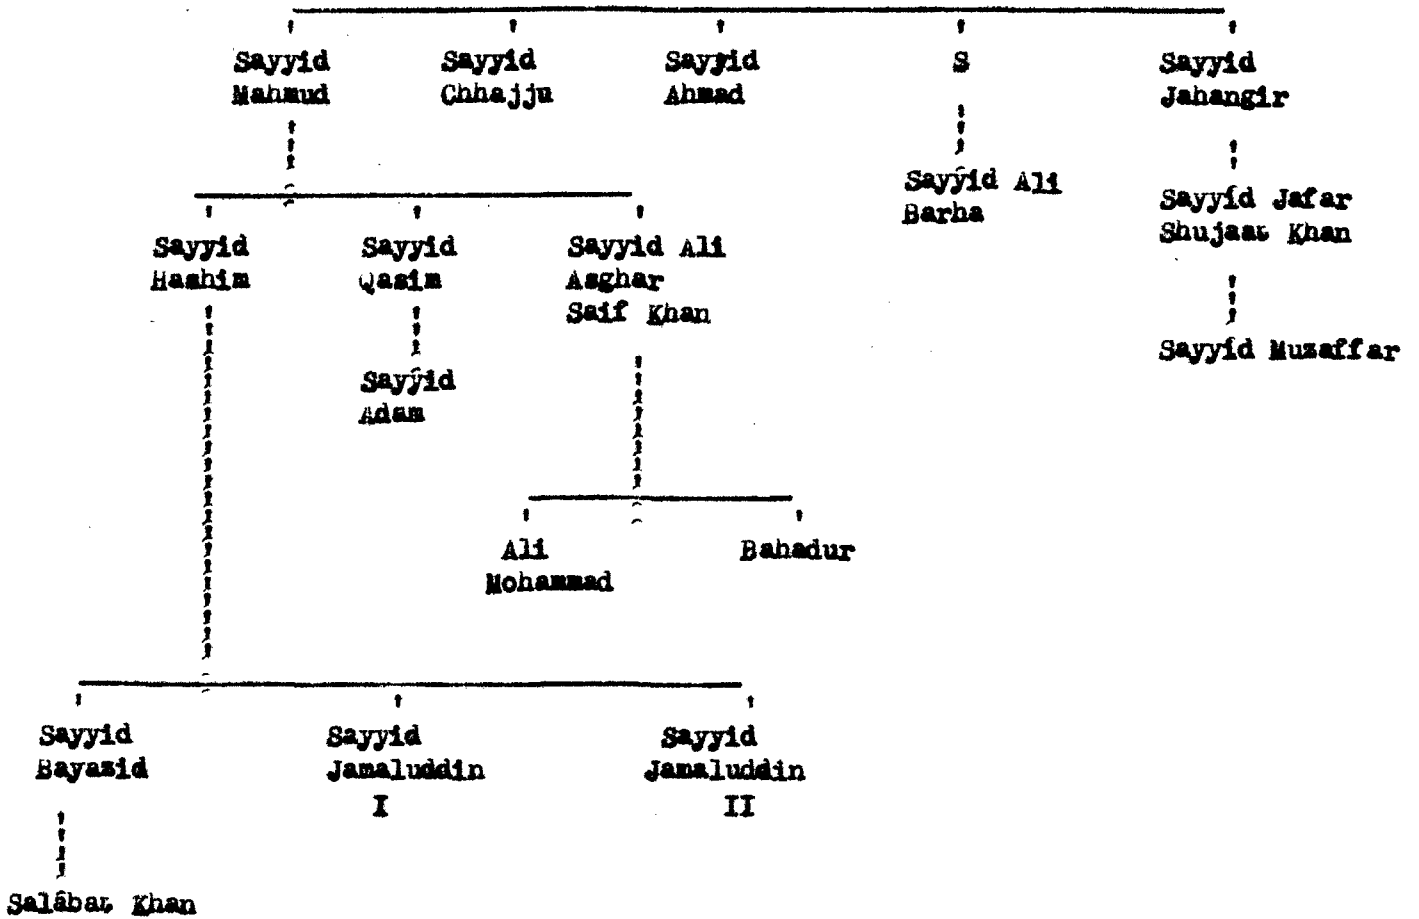 Sayyid
Mahmud
Sayyid
Chhajju
Sayyid
Ahmad
S
Sayyid
Jahangir
Sayyid Ali
Barha
Sayyid Jafar
Shujaat Khan
Sayyid
Hashim
Sayyid
Qasim
Sayyid Ali
Asghar
Saif Khan
Sayyid Muzaffar
Sayyid
Adam
Ali
Mohammad
Bahadur
Sayyid
Bayazid
Sayyid
Jamaluddin
I
Sayyid
Jamaluddin
II
Salabat Khan